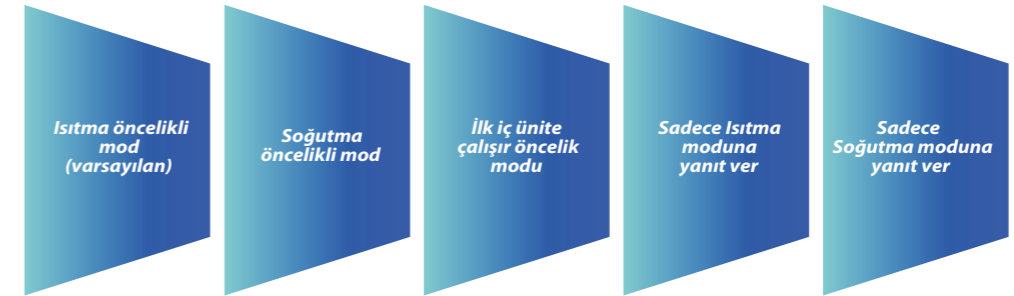 Isıtma öncelikli
mod
(varsayılan)
Soğutma
öncelikli mod
İlk iç ünite
çalışır öncelik
modu
Sadece Isıtma
moduna
yanıt ver
Sadece
Soğutma moduna
yanıt ver